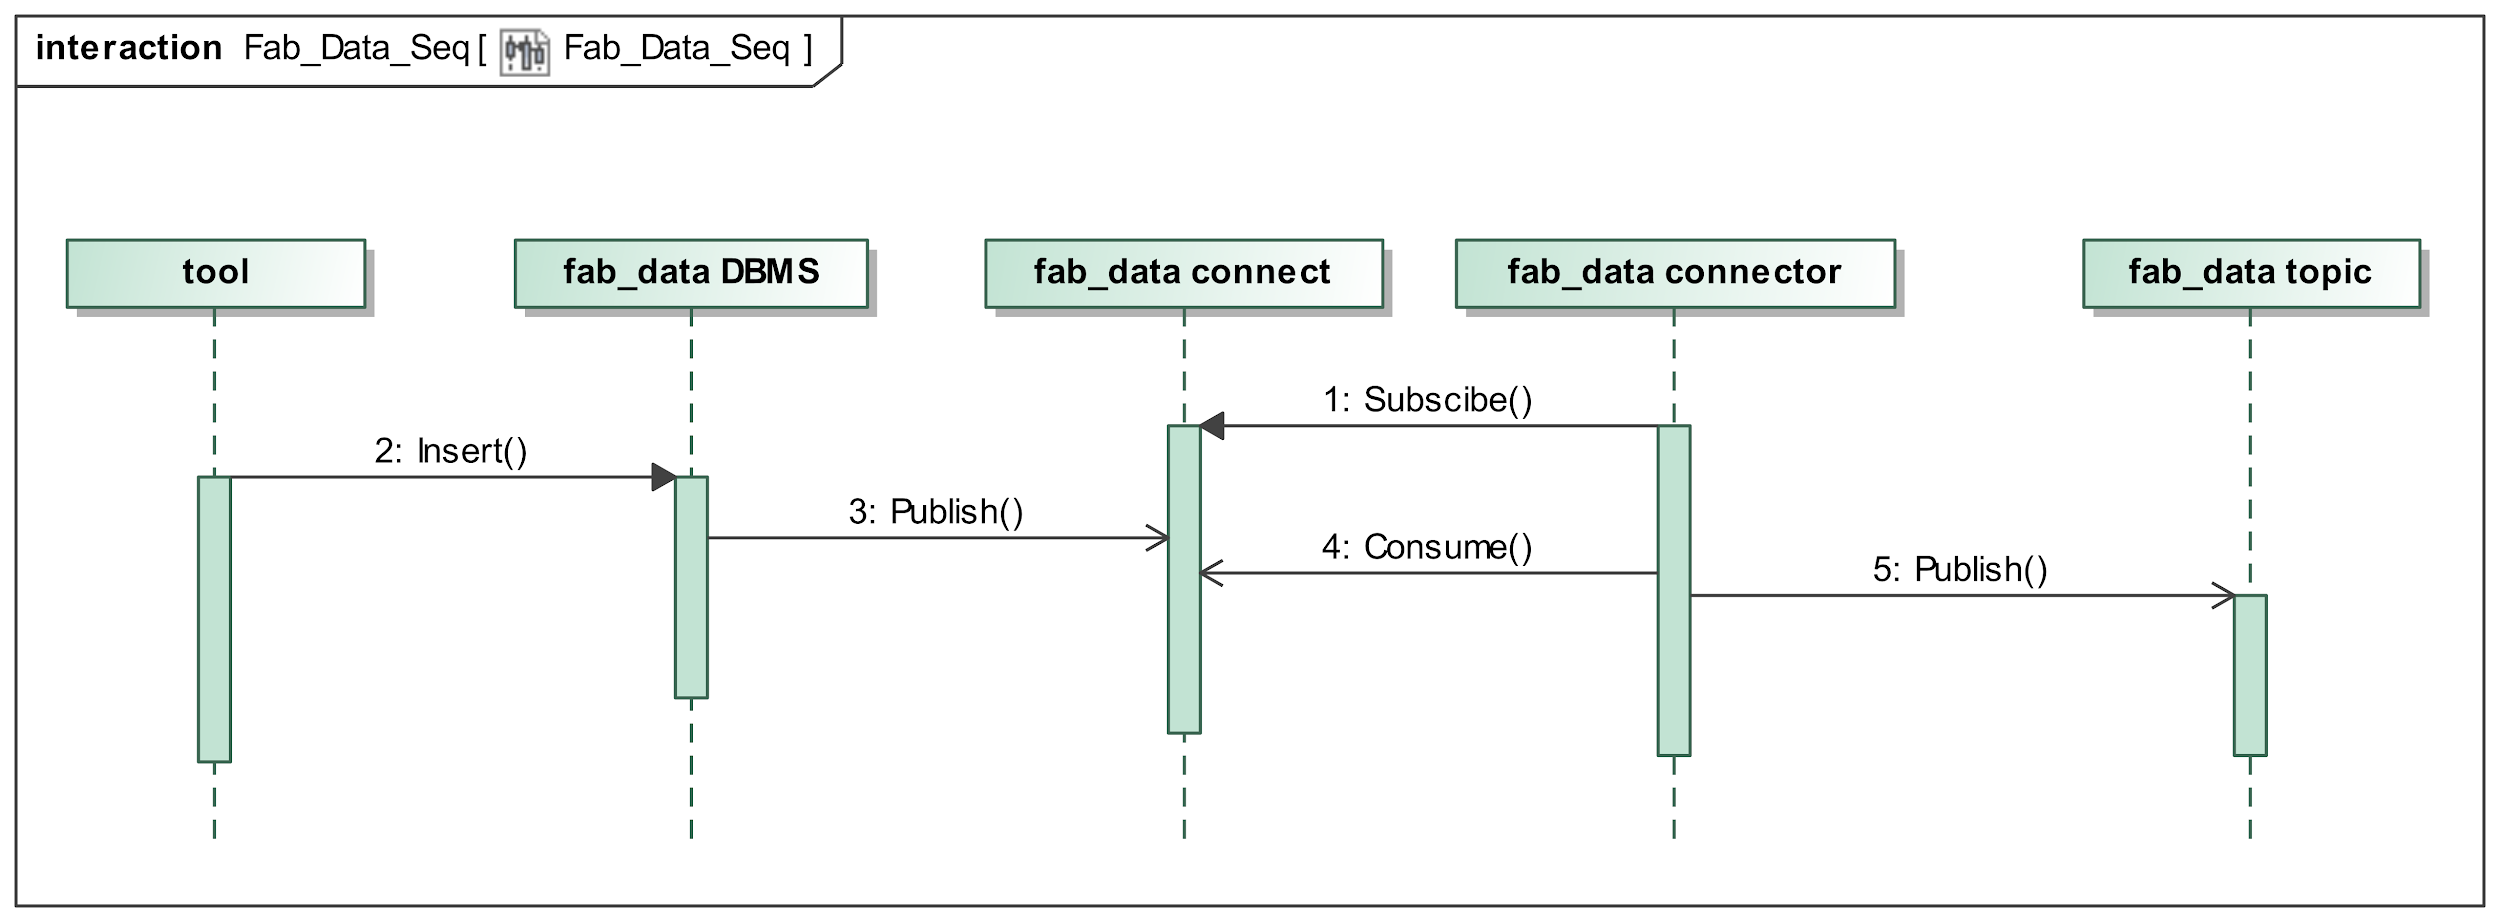 interaction Fab_Data_Seq [ Fab_Data_Seq ]
tool
fab_data DBMS
fab_data connect
fab_data connector
fab_data topic
1: Subscibe()
2: Insert()
3: Publish()
4: Consume()
5: Publish()